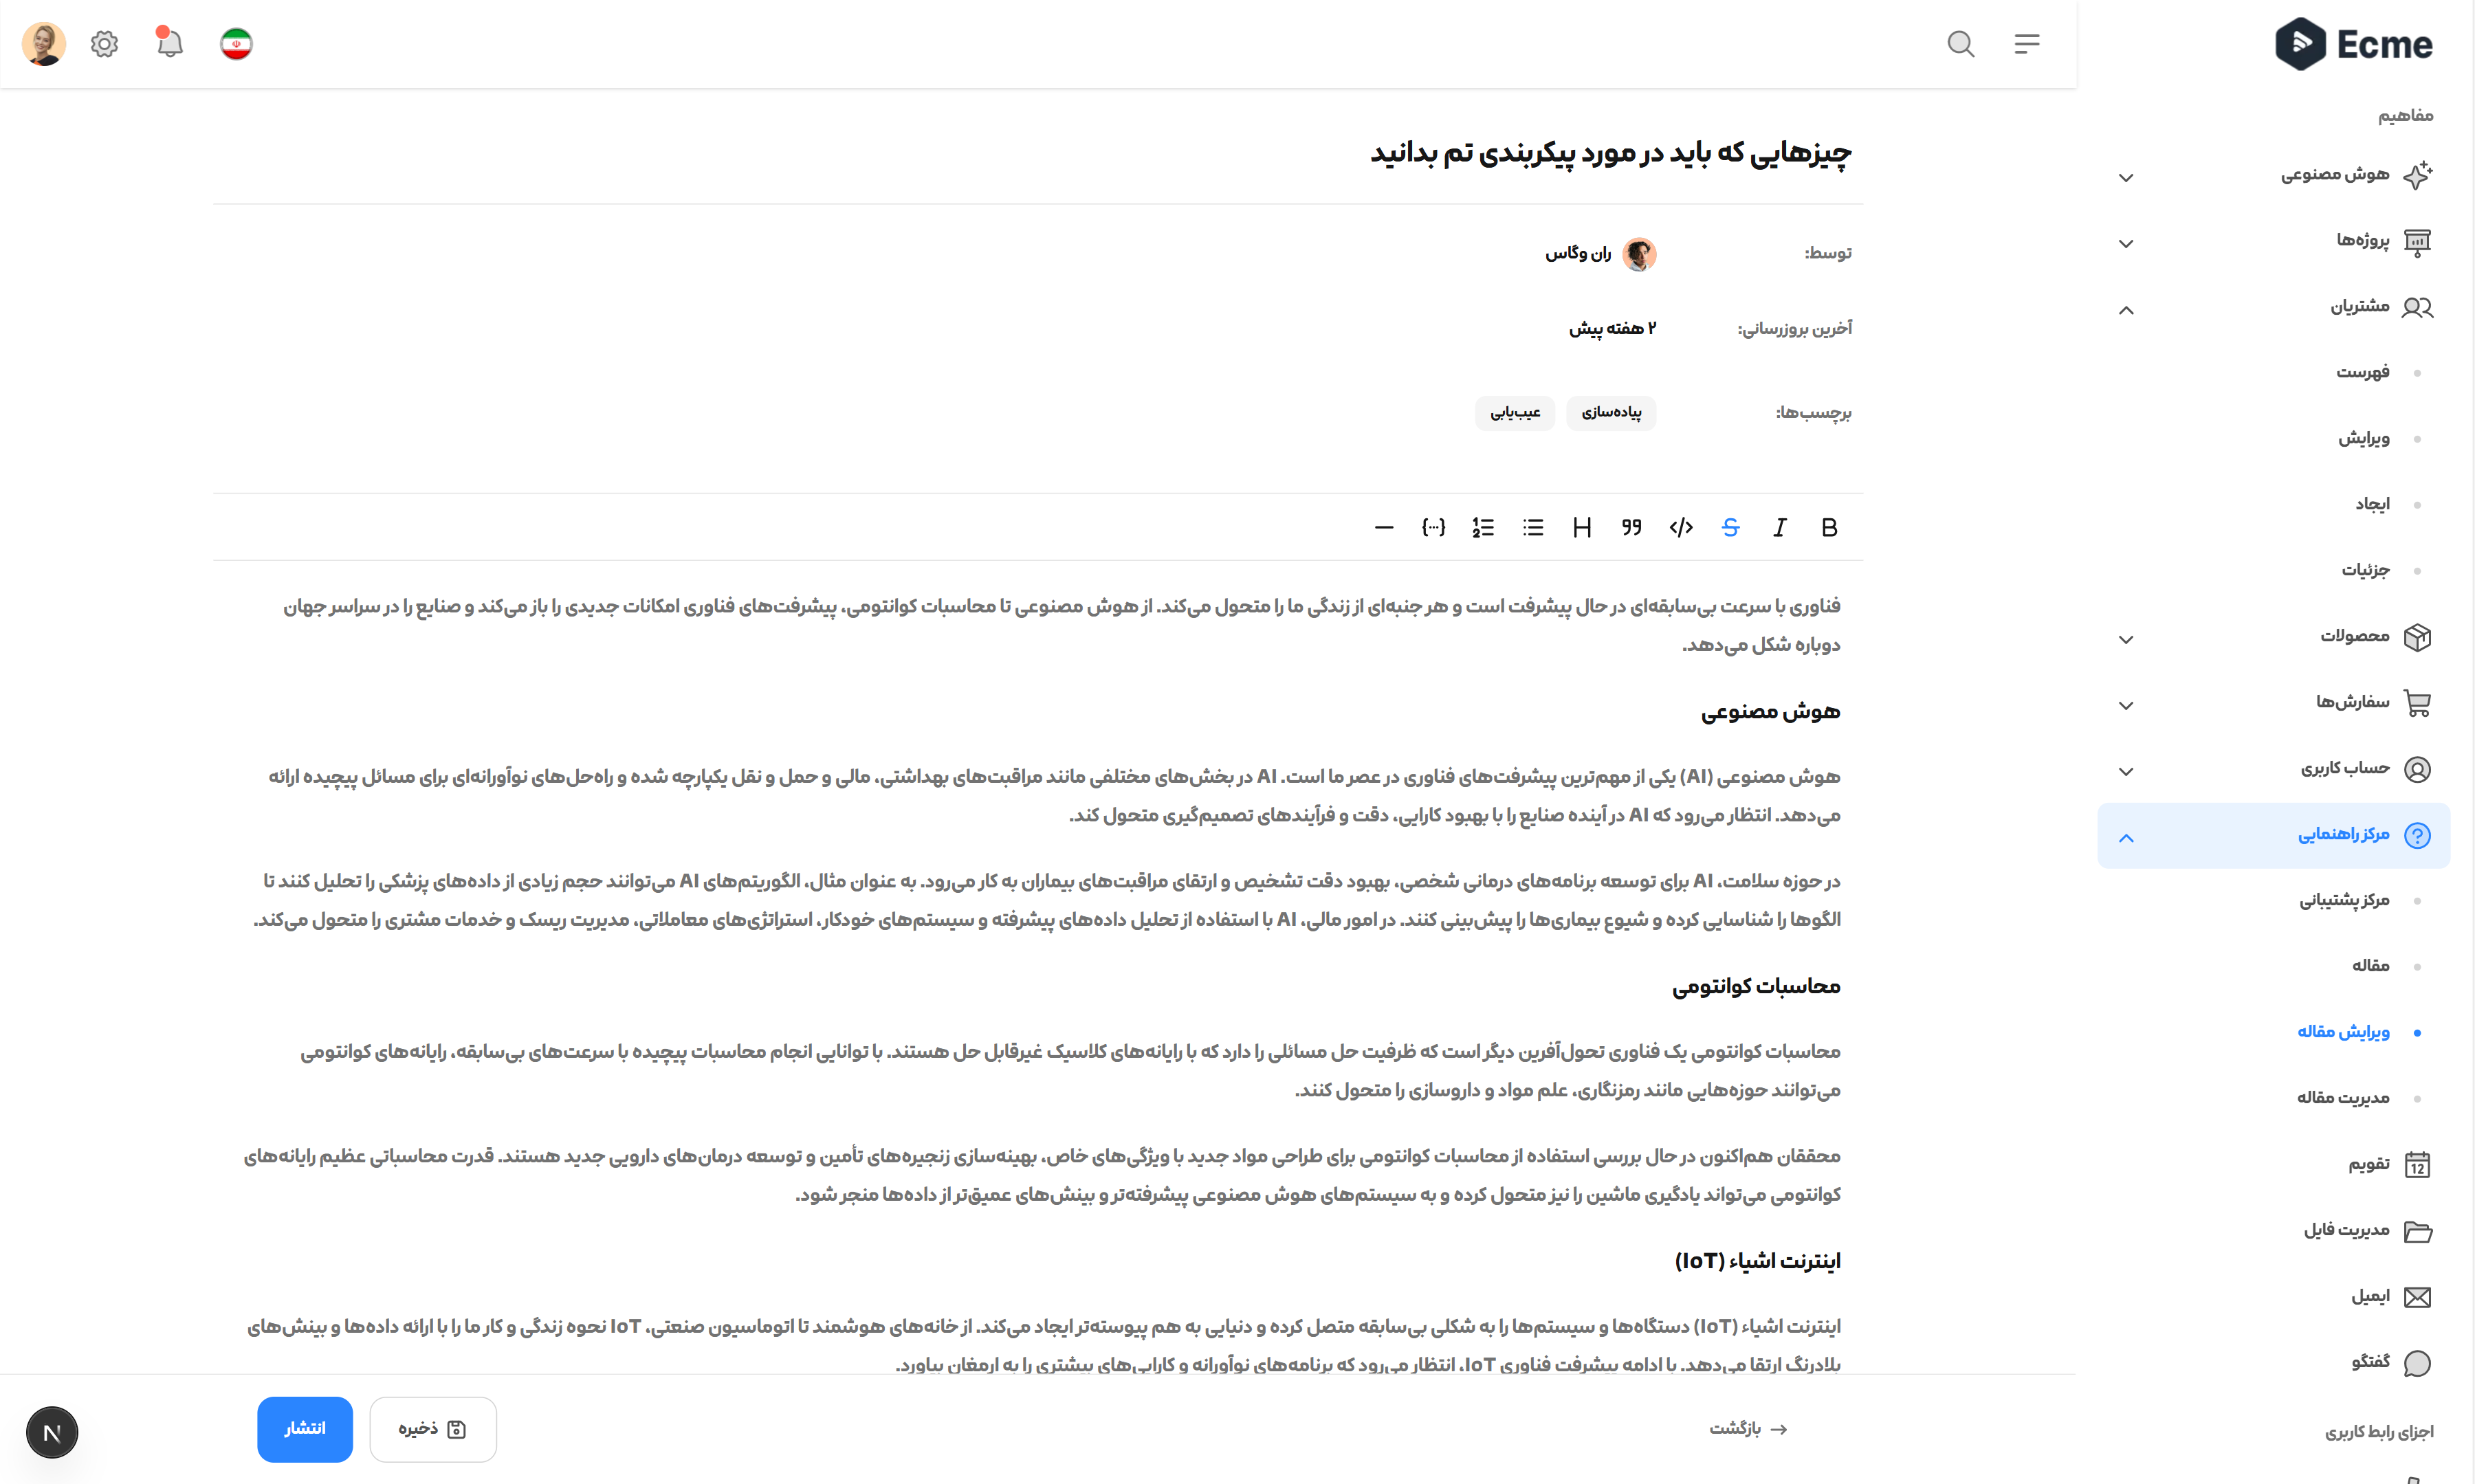 Ecme
مفاهیم
هوش مصنوعی
پروژه‌ها
مشتریان
فهرست
ویرایش
ایجاد
جزئیات
محصولات
سفارش‌ها
حساب کاربری
مرکز راهنمایی
مرکز پشتیبانی
مقاله
ویرایش مقاله
مدیریت مقاله
12
تقویم
مدیریت فایل
ایمیل
گفتگو
اجزای رابط کاربری
چیزهایی که باید در مورد پیکربندی تم بدانید
توسط:
ران وگاس
آخرین بروزرسانی:
۲ هفته پیش
برچسب‌ها:
پیاده‌سازی
عیب‌یابی
فناوری با سرعت بی‌سابقه‌ای در حال پیشرفت است و هر جنبه‌ای از زندگی ما را متحول می‌کند. از هوش مصنوعی تا محاسبات کوانتومی، پیشرفت‌های فناوری امکانات جدیدی را باز می‌کند و صنایع را در سراسر جهان
دوباره شکل می‌دهد.
هوش مصنوعی
هوش مصنوعی (AI) یکی از مهم‌ترین پیشرفت‌های فناوری در عصر ما است. AI در بخش‌های مختلفی مانند مراقبت‌های بهداشتی، مالی و حمل و نقل یکپارچه شده و راه‌حل‌های نوآورانه‌ای برای مسائل پیچیده ارائه
می‌دهد. انتظار می‌رود که AI در آینده صنایع را با بهبود کارایی، دقت و فرآیندهای تصمیم‌گیری متحول کند.
در حوزه سلامت، AI برای توسعه برنامه‌های درمانی شخصی، بهبود دقت تشخیص و ارتقای مراقبت‌های بیماران به کار می‌رود. به عنوان مثال، الگوریتم‌های AI می‌توانند حجم زیادی از داده‌های پزشکی را تحلیل کنند تا
الگوها را شناسایی کرده و شیوع بیماری‌ها را پیش‌بینی کنند. در امور مالی، AI با استفاده از تحلیل داده‌های پیشرفته و سیستم‌های خودکار، استراتژی‌های معاملاتی، مدیریت ریسک و خدمات مشتری را متحول می‌کند.
محاسبات کوانتومی
محاسبات کوانتومی یک فناوری تحول‌آفرین دیگر است که ظرفیت حل مسائلی را دارد که با رایانه‌های کلاسیک غیرقابل حل هستند. با توانایی انجام محاسبات پیچیده با سرعت‌های بی‌سابقه، رایانه‌های کوانتومی
می‌توانند حوزه‌هایی مانند رمزنگاری، علم مواد و داروسازی را متحول کنند.
محققان هم‌اکنون در حال بررسی استفاده از محاسبات کوانتومی برای طراحی مواد جدید با ویژگی‌های خاص، بهینه‌سازی زنجیره‌های تأمین و توسعه درمان‌های دارویی جدید هستند. قدرت محاسباتی عظیم رایانه‌های
کوانتومی می‌تواند یادگیری ماشین را نیز متحول کرده و به سیستم‌های هوش مصنوعی پیشرفته‌تر و بینش‌های عمیق‌تر از داده‌ها منجر شود.
اینترنت اشیاء (IoT)
اینترنت اشیاء (IoT) دستگاه‌ها و سیستم‌ها را به شکلی بی‌سابقه متصل کرده و دنیایی به هم پیوسته‌تر ایجاد می‌کند. از خانه‌های هوشمند تا اتوماسیون صنعتی، IoT نحوه زندگی و کار ما را با ارائه داده‌ها و بینش‌های
بلادرنگ ارتقا می‌دهد. با ادامه پیشرفت فناوری IoT، انتظار می‌رود که برنامه‌های نوآورانه و کارایی‌های بیشتری را به ارمغان بیاورد.
بازگشت
ذخیره
انتشار
N